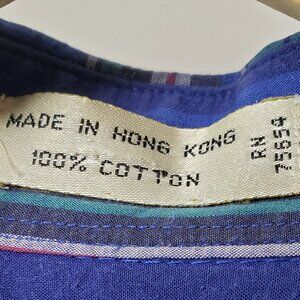 MADE IN HONG KONG
100% COTTON
RN
75654